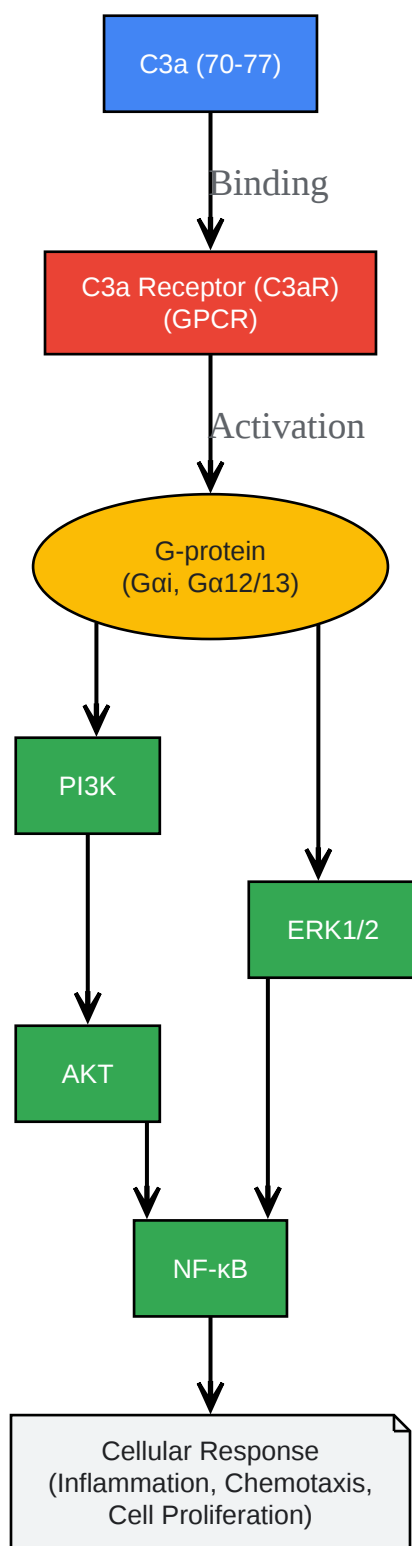 C3a (70-77)
Binding
C3a Receptor (C3aR)
(GPCR)
Activation
G-protein
(Gαi, Gα12/13)
PI3K
ERK1/2
AKT
NF-κB
Cellular Response
(Inflammation, Chemotaxis,
Cell Proliferation)